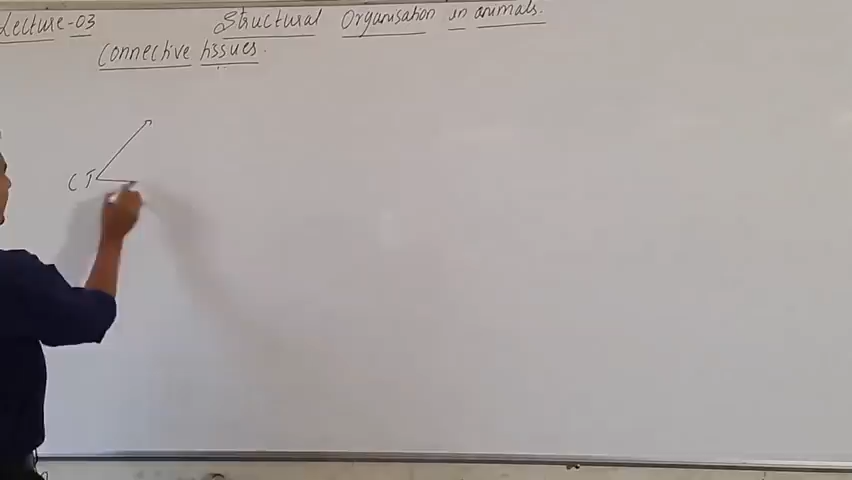 Lecture-03 Structural Organisation in animals.
Connective tissues.
CT